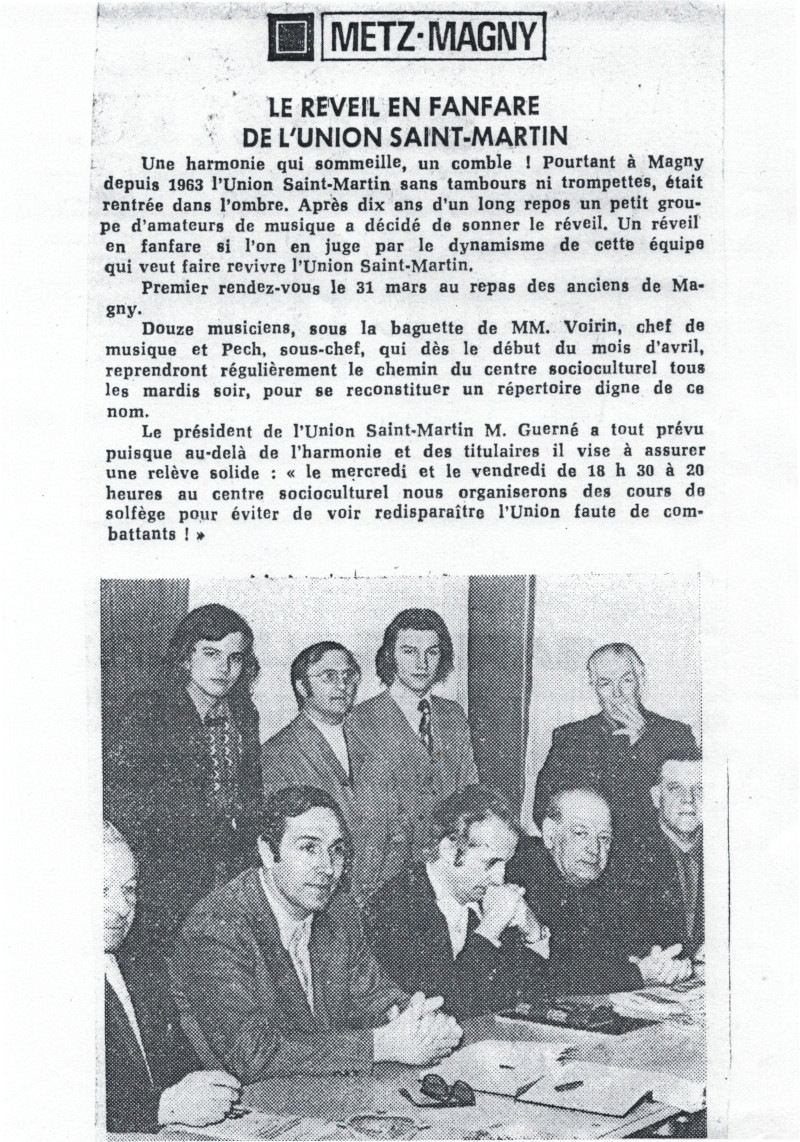 METZ-MAGNY
LE REVEIL EN FANFARE
DE L'UNION SAINT-MARTIN
Une harmonie qui sommeille, un comble ! Pourtant à Magny
depuis 1963 l'Union Saint-Martin sans tambours ni trompettes, était
rentrée dans l'ombre. Après dix ans d'un long repos un petit grou-
pe d'amateurs de musique a décidé de sonner le réveil. Un réveil
en fanfare si l'on en juge par le dynamisme de cette équipe
qui veut faire revivre l'Union Saint-Martin.
Premier rendez-vous le 31 mars au repas des anciens de Ma-
gny.
Douze musiciens, sous la baguette de MM. Voirin, chef de
musique et Pech, sous-chef, qui dès le début du mois d'avril,
reprendront régulièrement le chemin du centre socioculturel tous
les mardis soir, pour se reconstituer un répertoire digne de ce
nom.
Le président de l'Union Saint-Martin M. Guerné a tout prévu
puisque au-delà de l'harmonie et des titulaires il vise à assurer
une relève solide : « le mercredi et le vendredi de 18 h 30 à 20
heures au centre socioculturel nous organiserons des cours de
solfège pour éviter de voir redisparaître l'Union faute de com-
battants ! »